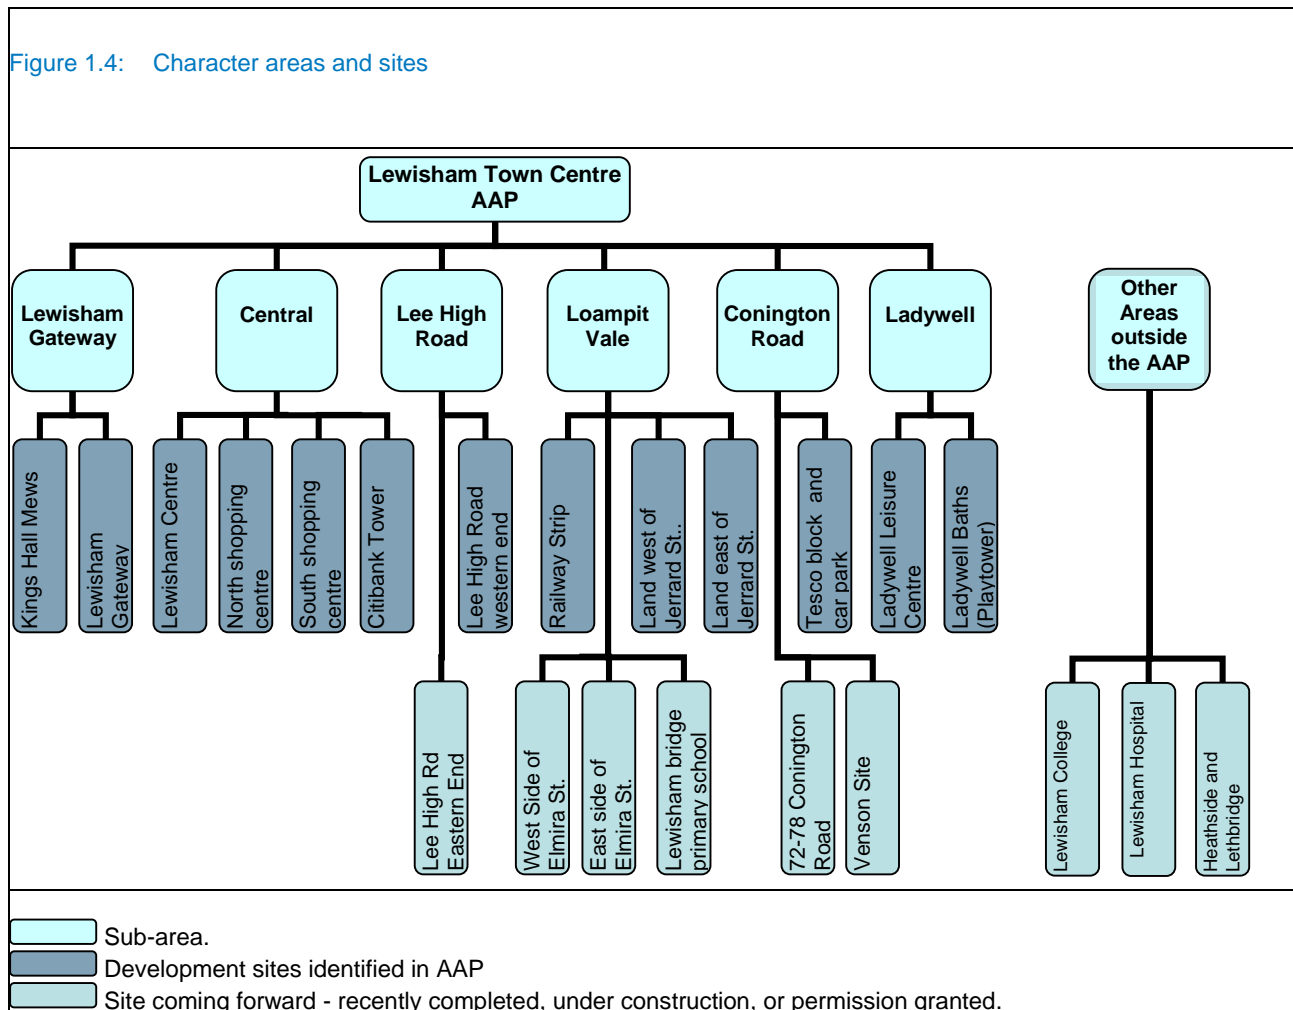 Figure 1.4: Character areas and sites
Lewisham Town Centre
AAP
Lewisham
Gateway
Central
Lee High
Road
Loampit
Vale
Conington
Road
Ladywell
Other
Areas
outside
the AAP
Kings Hall Mews
Lewisham
Gateway
Lewisham Centre
North shopping
centre
South shopping
centre
Citibank Tower
Lee High Road
western end
Railway Strip
Land west of
Jerrard St..
Land east of
Jerrard St.
Tesco block and
car park
Ladywell Leisure
Centre
Ladywell Baths
(Playtower)
Lee High Rd
Eastern End
West Side of
Elmira St.
East side of
Elmira St.
Lewisham bridge
primary school
72-78 Conington
Road
Venson Site
Lewisham College
Lewisham Hospital
Heathside and
Lethbridge
Sub-area.
Development sites identified in AAP
Site coming forward - recently completed, under construction, or permission granted.